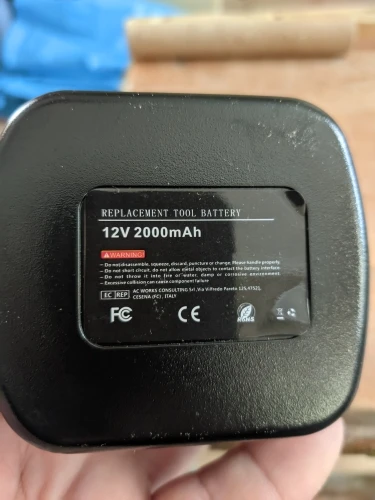 REPLACEMENT TOOL BATTERY
12V 2000mAh
WARNING
- Do not disassemble, squeeze, discard, puncture or change. Please handle properly.
- Do not short circuit, do not allow metal objects to contact the battery interface
- Do not throw it into fire or water, damp or corrosive environment
- Excessive collision can cause component failure
EC REP AC WORKS CONSULTING Srl, Via Vilfredo Pareto 125,47521,
CESENA (FC), ITALY
FC CE RoHS